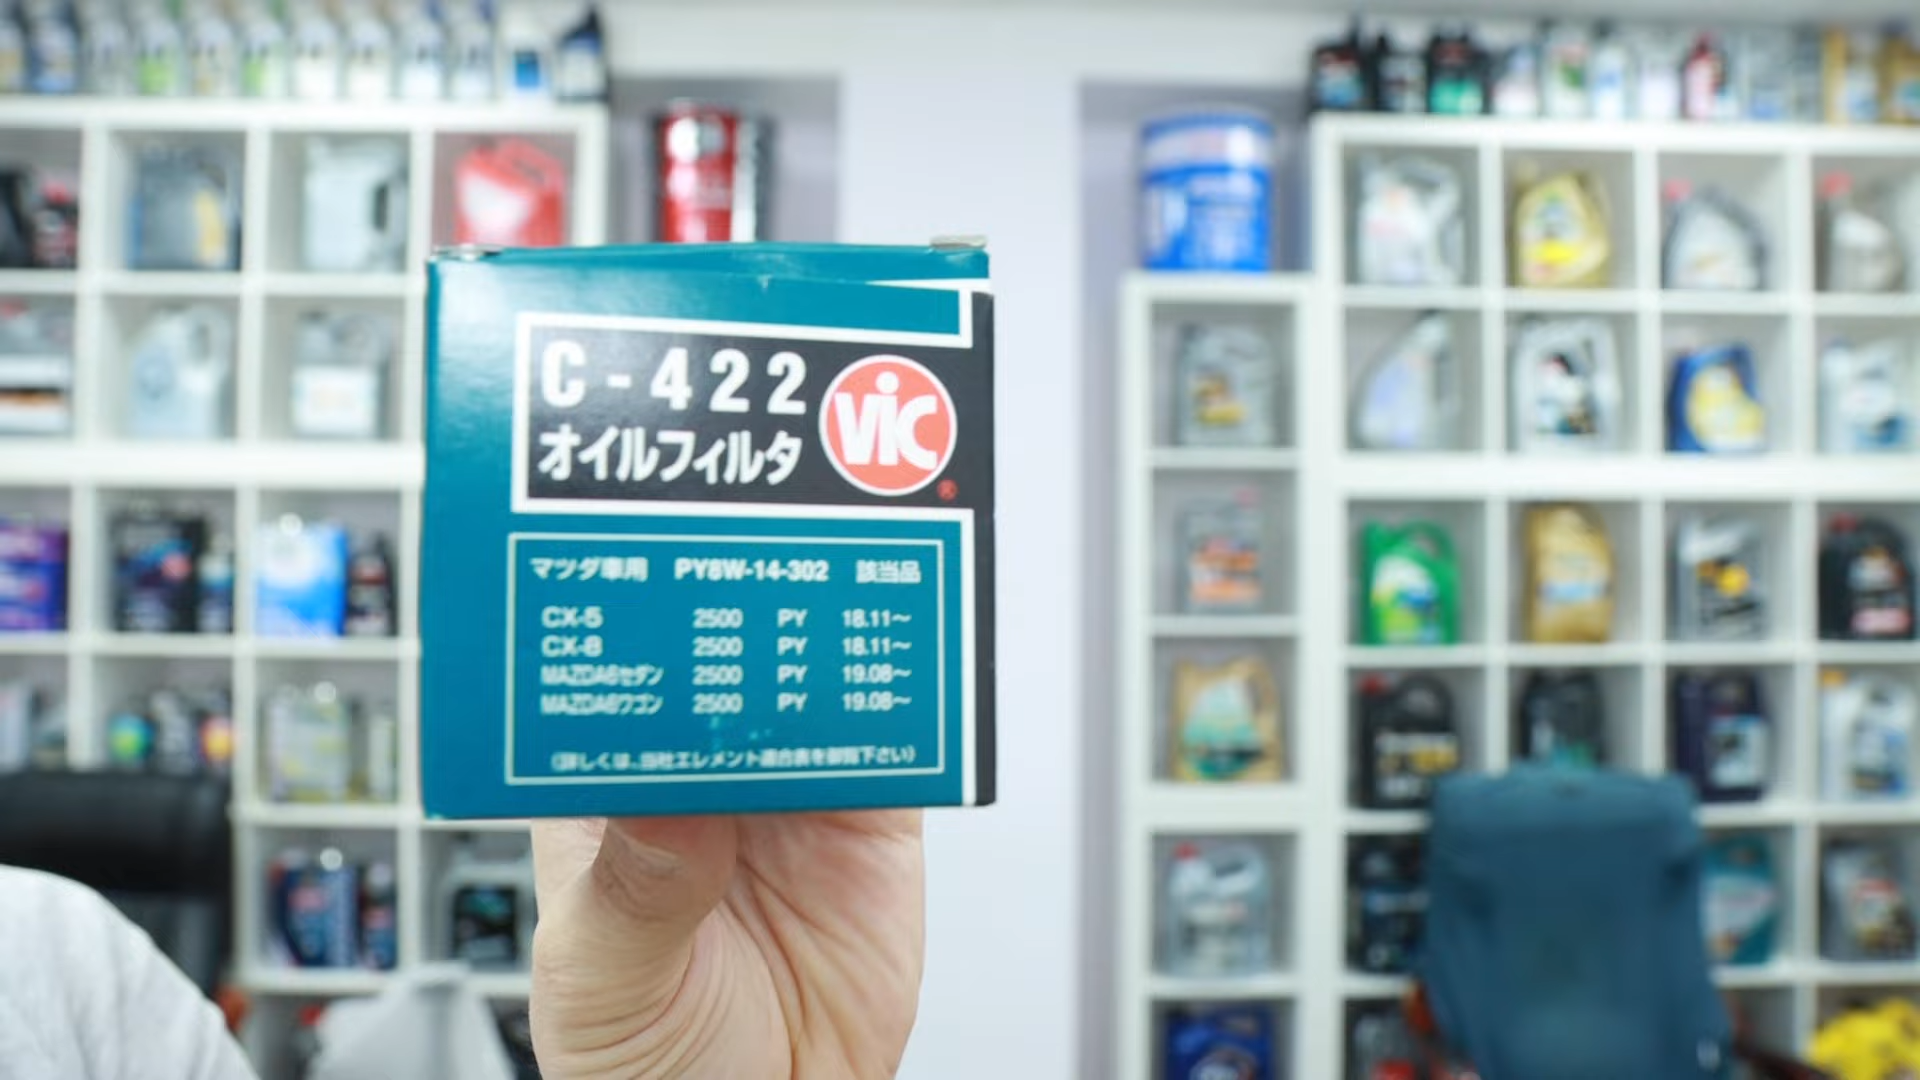 C-422
オイルフィルタ
ViC
®
マツダ車用 PY8W-14-302 該当品
CX-5 2500 PY 18.11～
CX-8 2500 PY 18.11～
MAZDA6セダン 2500 PY 19.08～
MAZDA6ワゴン 2500 PY 19.08～
(詳しくは、当社エレメント適合表を御覧下さい)